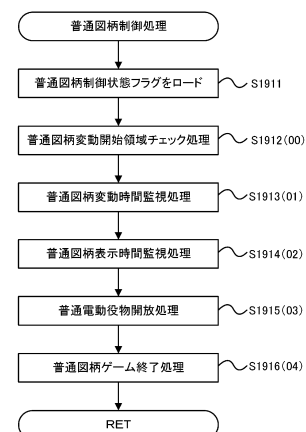 普通図柄制御処理
普通図柄制御状態フラグをロード
S1911
普通図柄変動開始領域チェック処理
S1912(00)
普通図柄変動時間監視処理
S1913(01)
普通図柄表示時間監視処理
S1914(02)
普通電動役物開放処理
S1915(03)
普通図柄ゲーム終了処理
S1916(04)
RET